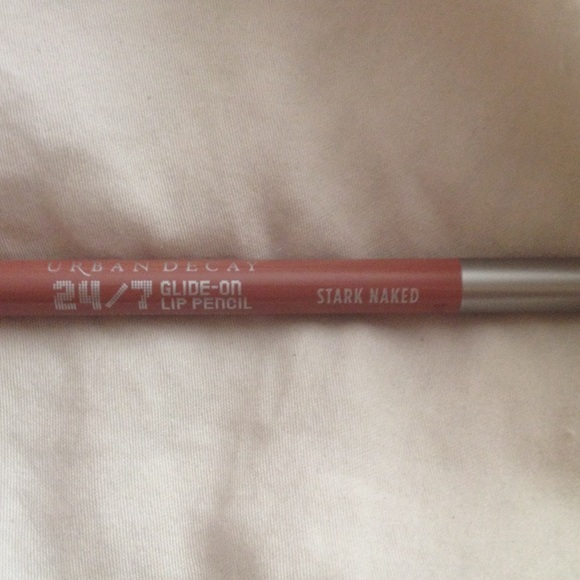 URBAN DECAY
24/7 GLIDE-ON
LIP PENCIL
STARK NAKED